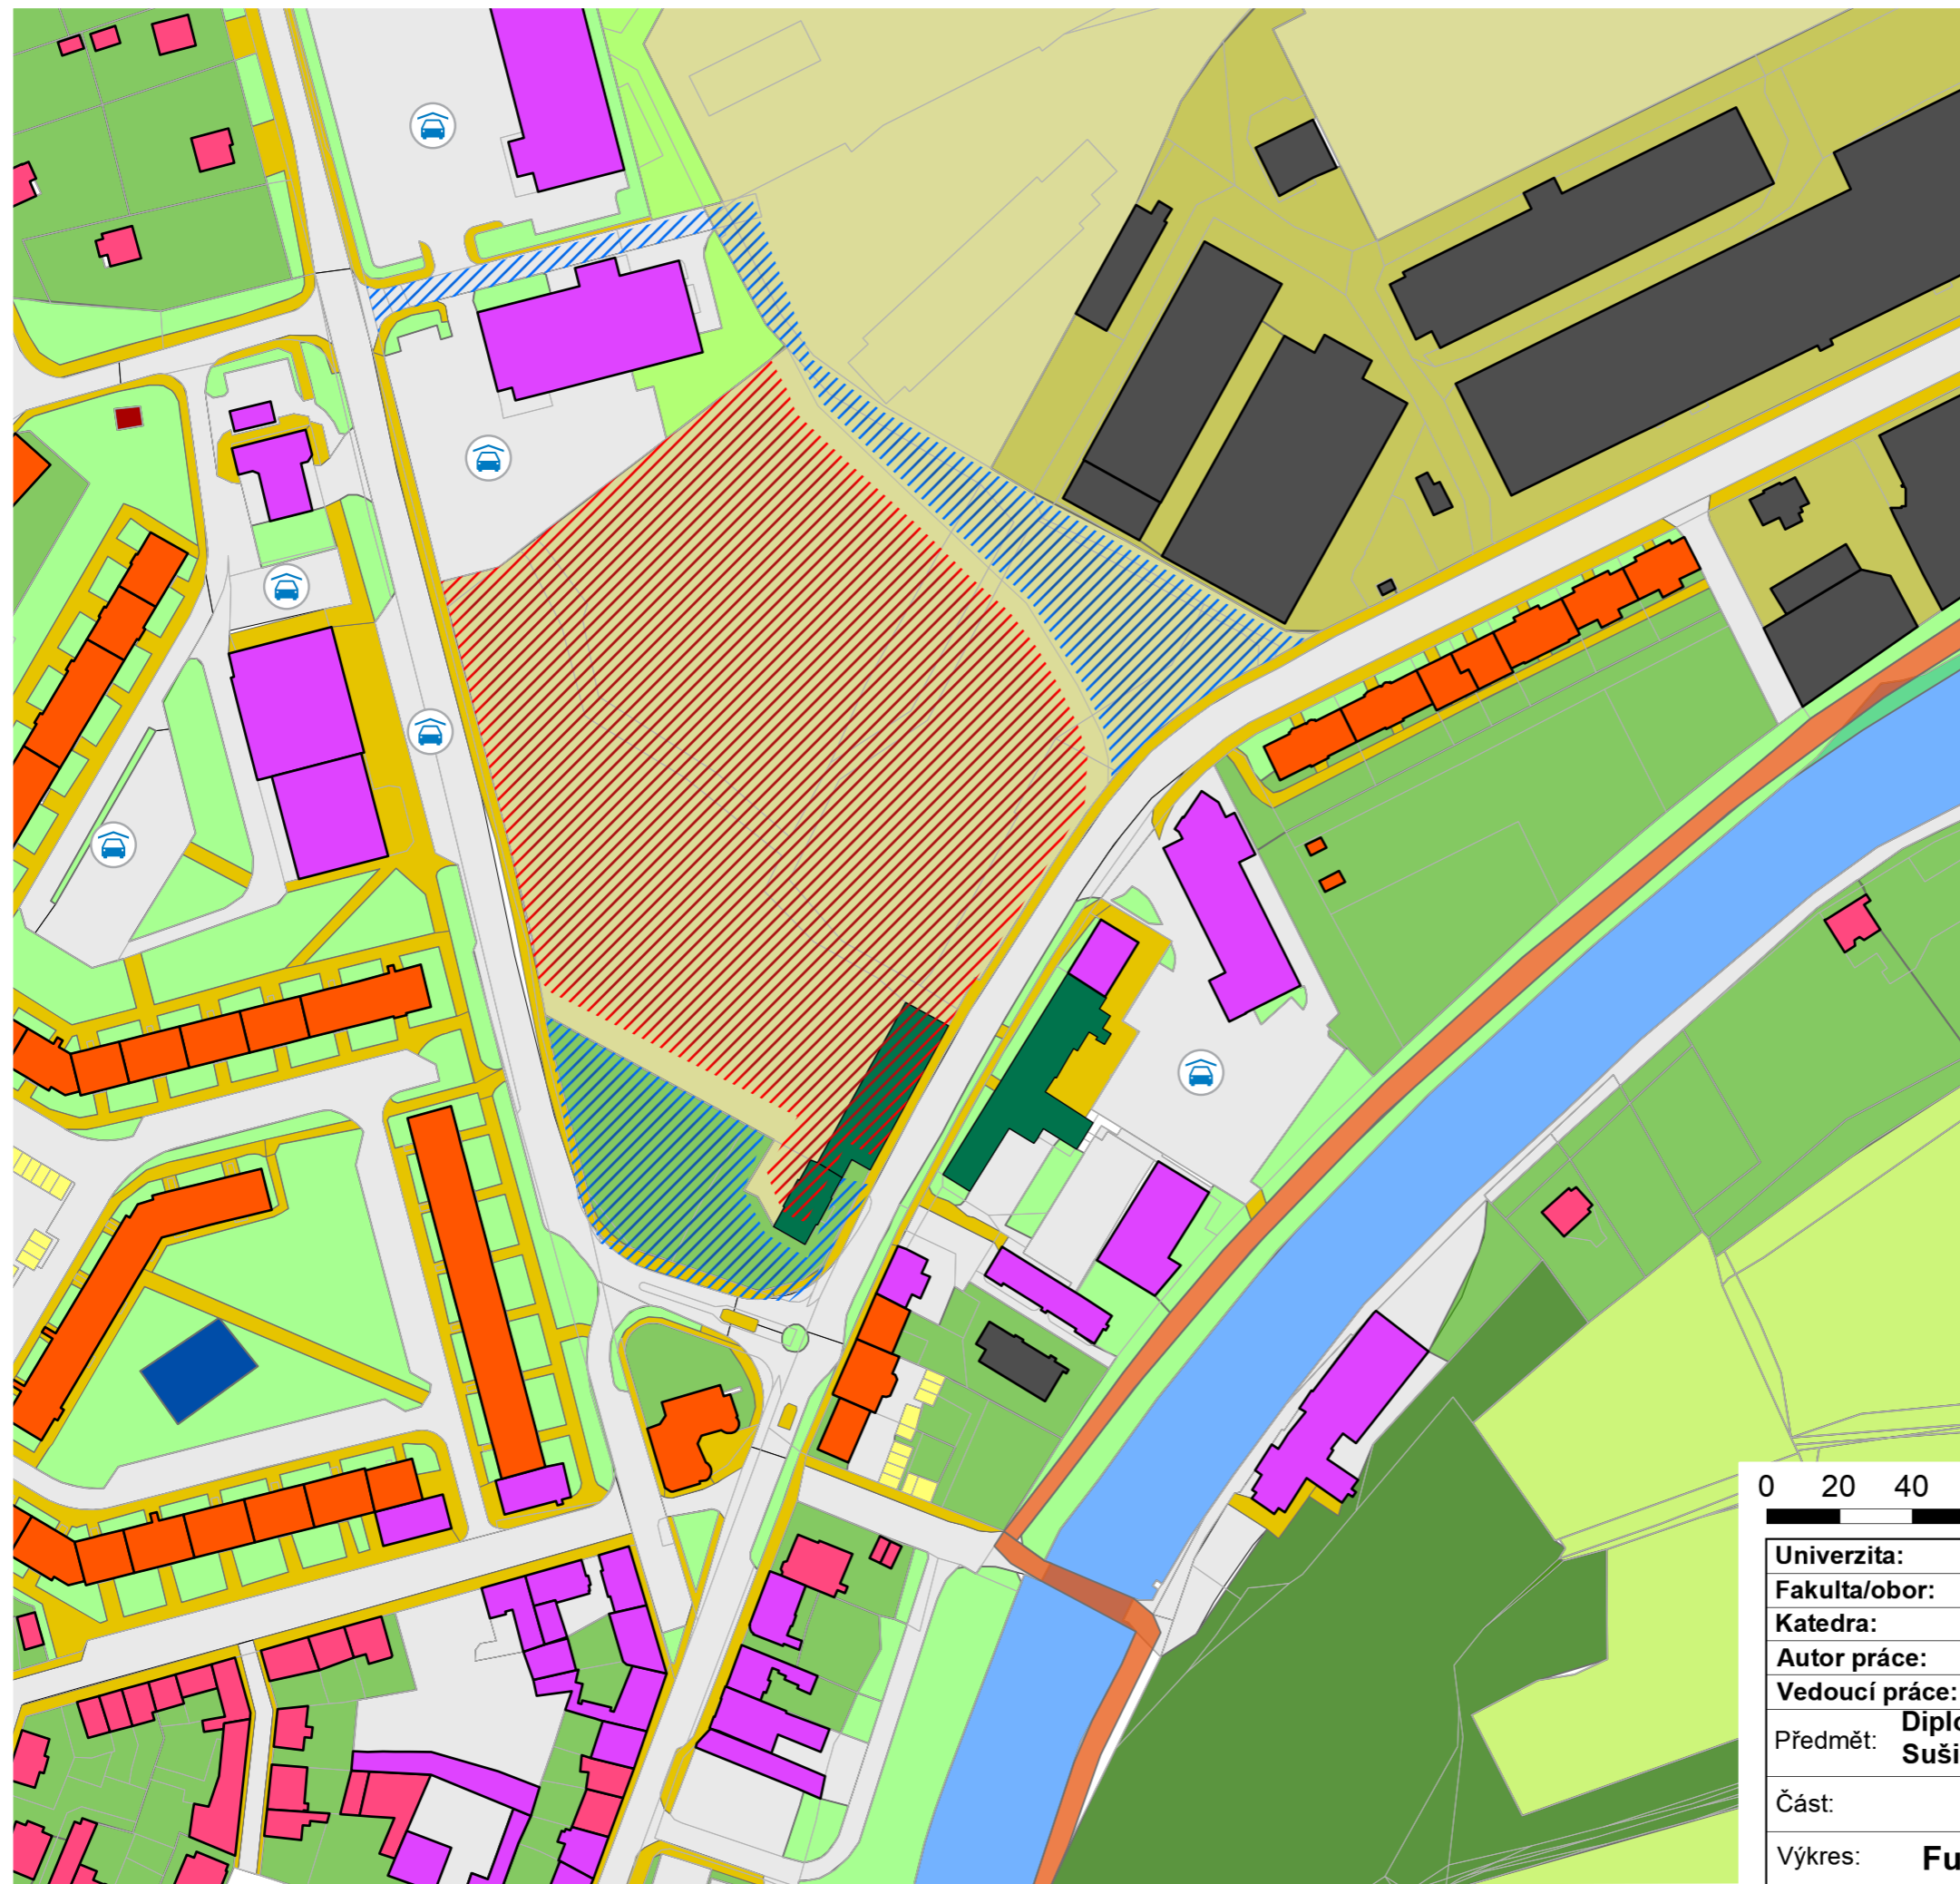 0 20 40
Univerzita:
Fakulta/obor:
Katedra:
Autor práce:
Vedoucí práce:
Předmět:
Část:
Výkres: